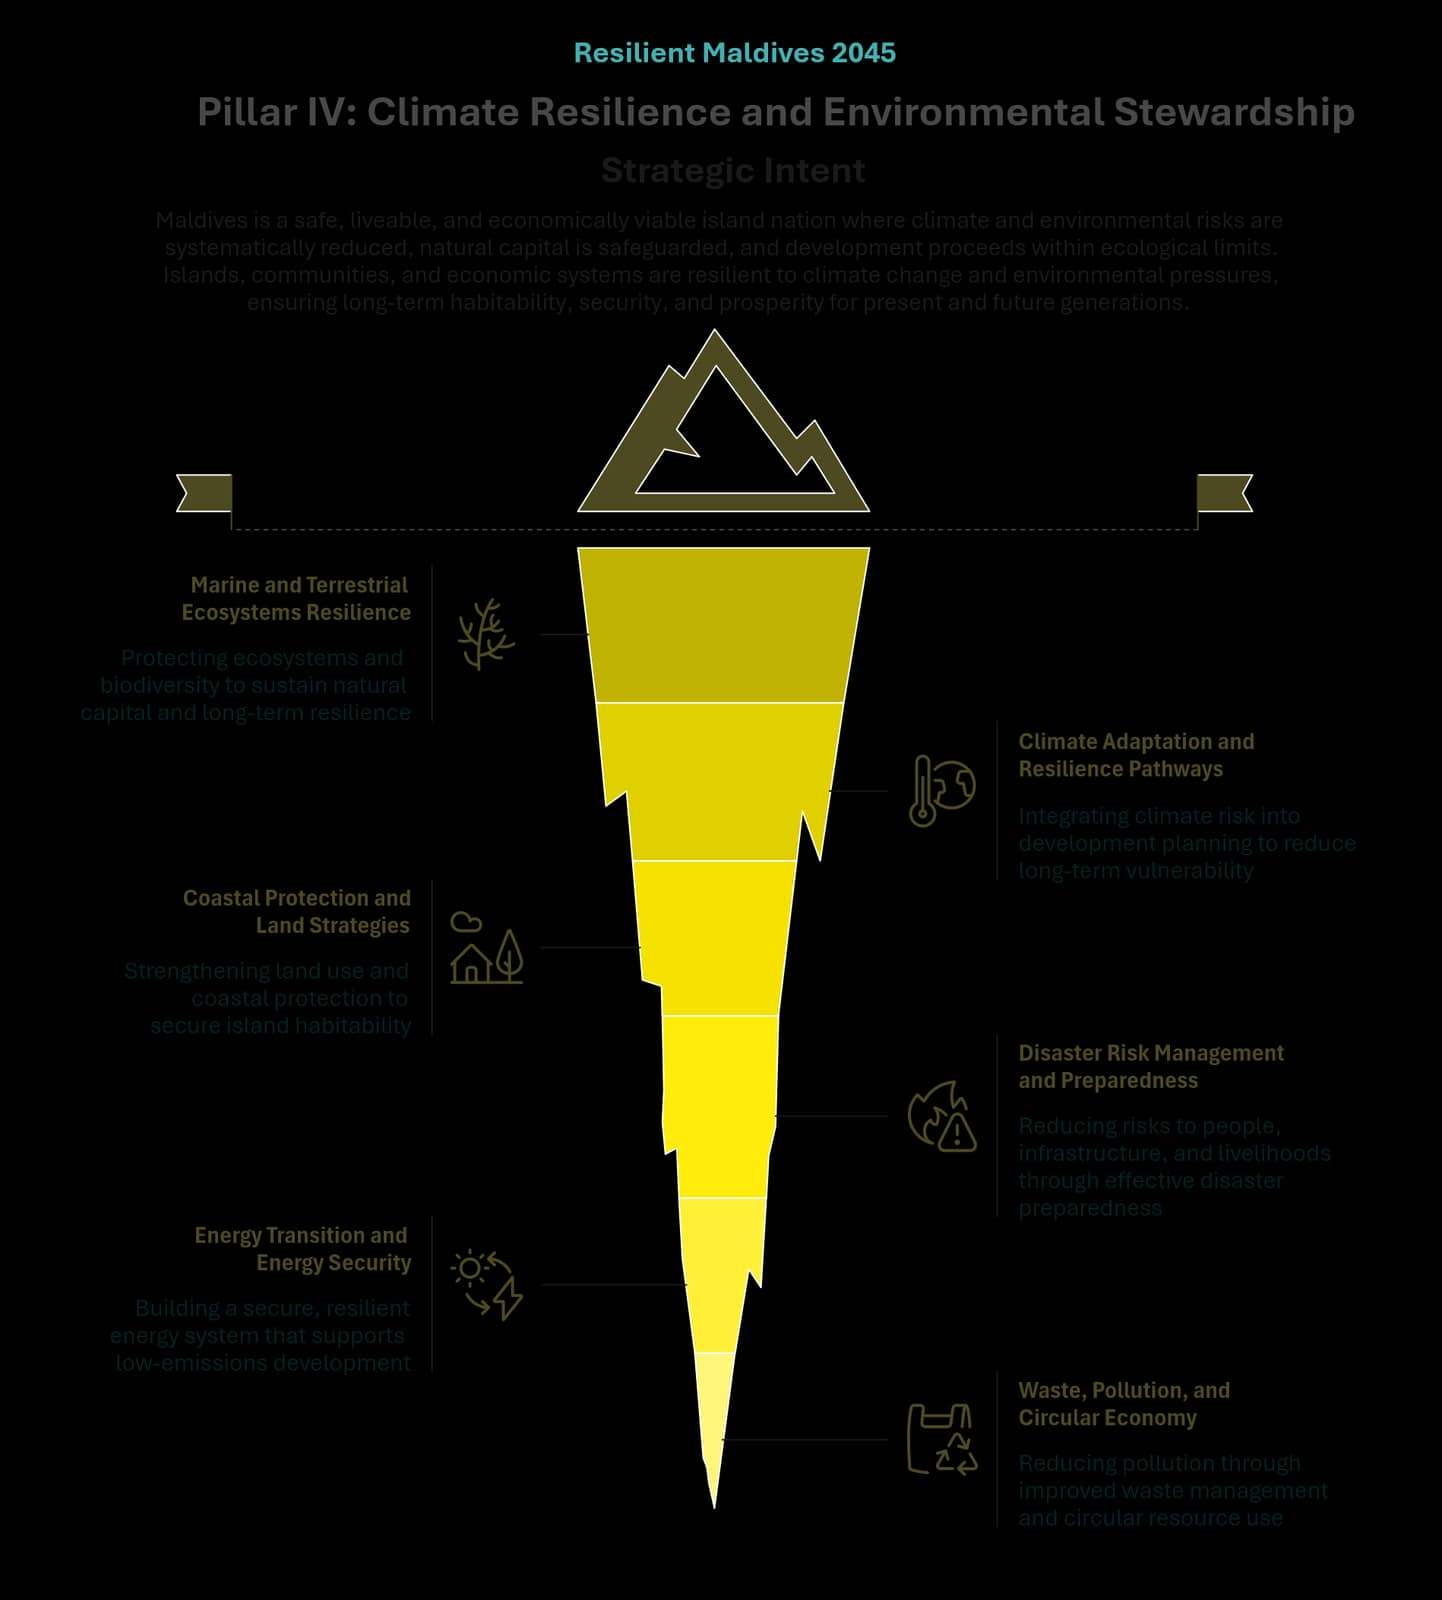 Resilient Maldives 2045
Pillar IV: Climate Resilience and Environmental Stewardship
Strategic Intent
Maldives is a safe, liveable, and economically viable island nation where climate and environmental risks are
systematically reduced, natural capital is safeguarded, and development proceeds within ecological limits.
Islands, communities, and economic systems are resilient to climate change and environmental pressures,
ensuring long-term habitability, security, and prosperity for present and future generations.
Marine and Terrestrial
Ecosystems Resilience
Protecting ecosystems and
biodiversity to sustain natural
capital and long-term resilience
Climate Adaptation and
Resilience Pathways
Integrating climate risk into
development planning to reduce
long-term vulnerability
Coastal Protection and
Land Strategies
Strengthening land use and
coastal protection to
secure island habitability
Disaster Risk Management
and Preparedness
Reducing risks to people,
infrastructure, and livelihoods
through effective disaster
preparedness
Energy Transition and
Energy Security
Building a secure, resilient
energy system that supports
low-emissions development
Waste, Pollution, and
Circular Economy
Reducing pollution through
improved waste management
and circular resource use